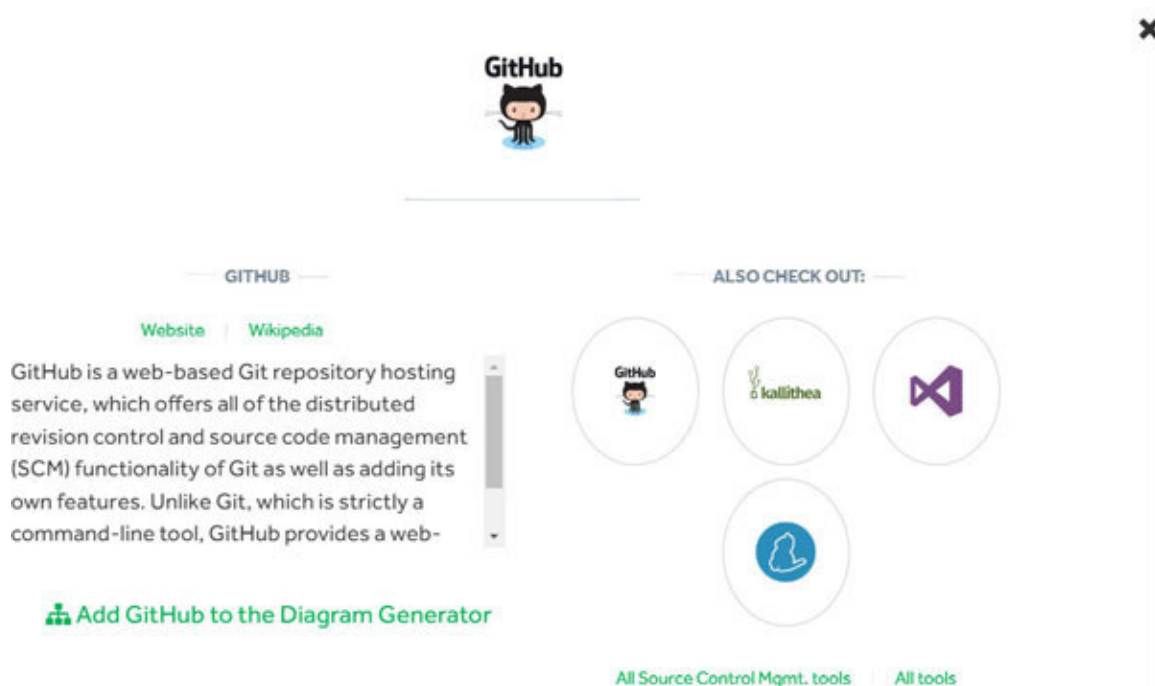 GitHub
GITHUB
Website | Wikipedia
GitHub is a web-based Git repository hosting
service, which offers all of the distributed
revision control and source code management
(SCM) functionality of Git as well as adding its
own features. Unlike Git, which is strictly a
command-line tool, GitHub provides a web-
Add GitHub to the Diagram Generator
ALSO CHECK OUT:
GitHub
kallithea
All Source Control Mgmt. tools | All tools